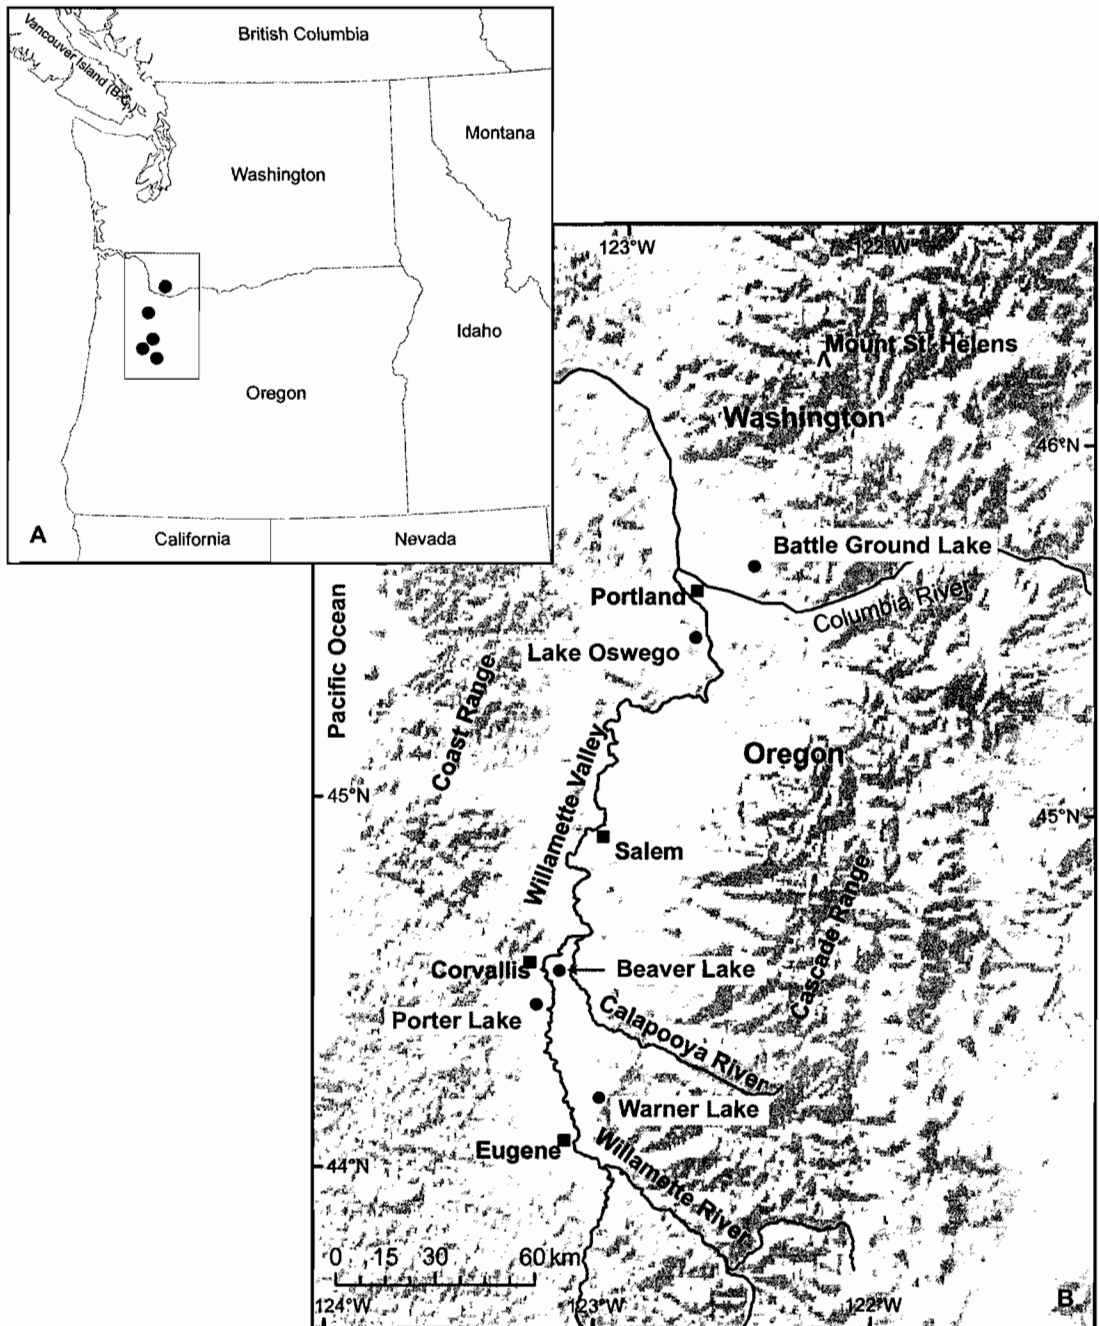 British Columbia
Vancouver Island (B.C.)
Montana
Washington
Idaho
Oregon
A
California
Nevada
123°W
122°W
Mount St. Helens
Washington
46°N
Battle Ground Lake
Portland
Columbia River
Lake Oswego
Pacific Ocean
Coast Range
Willamette Valley
Oregon
45°N
45°N
Salem
Cascade Range
Corvallis
Beaver Lake
Porter Lake
Calapooya River
Warner Lake
Eugene
Willamette River
44°N
0 15 30 60 km
124°W
123°W
122°W
B